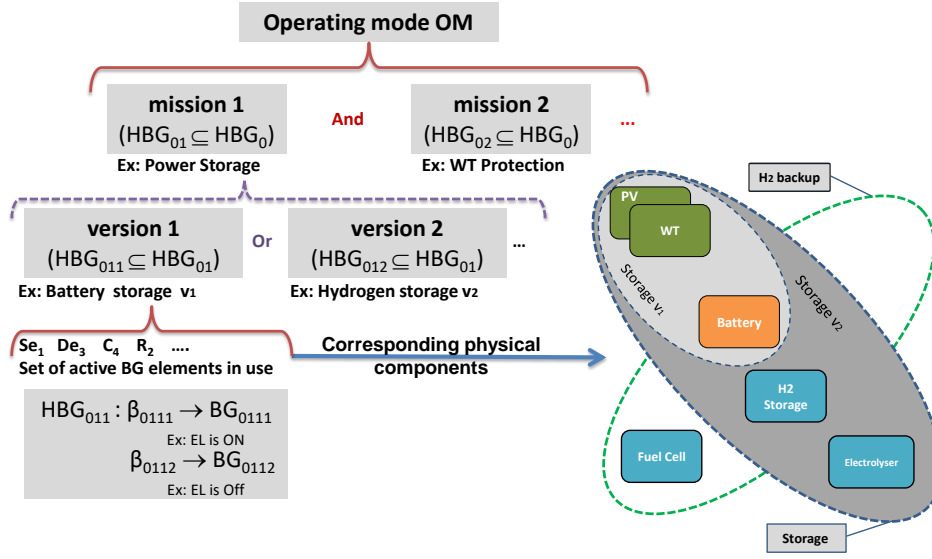 Operating mode OM
mission 1
(HBG₀₁ ⊆ HBG₀)
And
mission 2
(HBG₀₂ ⊆ HBG₀)
...
Ex: Power Storage
Ex: WT Protection
version 1
(HBG₀₁₁ ⊆ HBG₀₁)
Or
version 2
(HBG₀₁₂ ⊆ HBG₀₁)
...
Ex: Battery storage v₁
Ex: Hydrogen storage v₂
Se₁ De₃ C₄ R₂ ....
Set of active BG elements in use
Corresponding physical
components
HBG₀₁₁ : β₀₁₁₁ → BG₀₁₁₁
Ex: EL is ON
β₀₁₁₂ → BG₀₁₁₂
Ex: EL is Off
H₂ backup
PV
WT
Storage v₁
Storage v₂
Battery
H2
Storage
Fuel Cell
Electrolyser
Storage